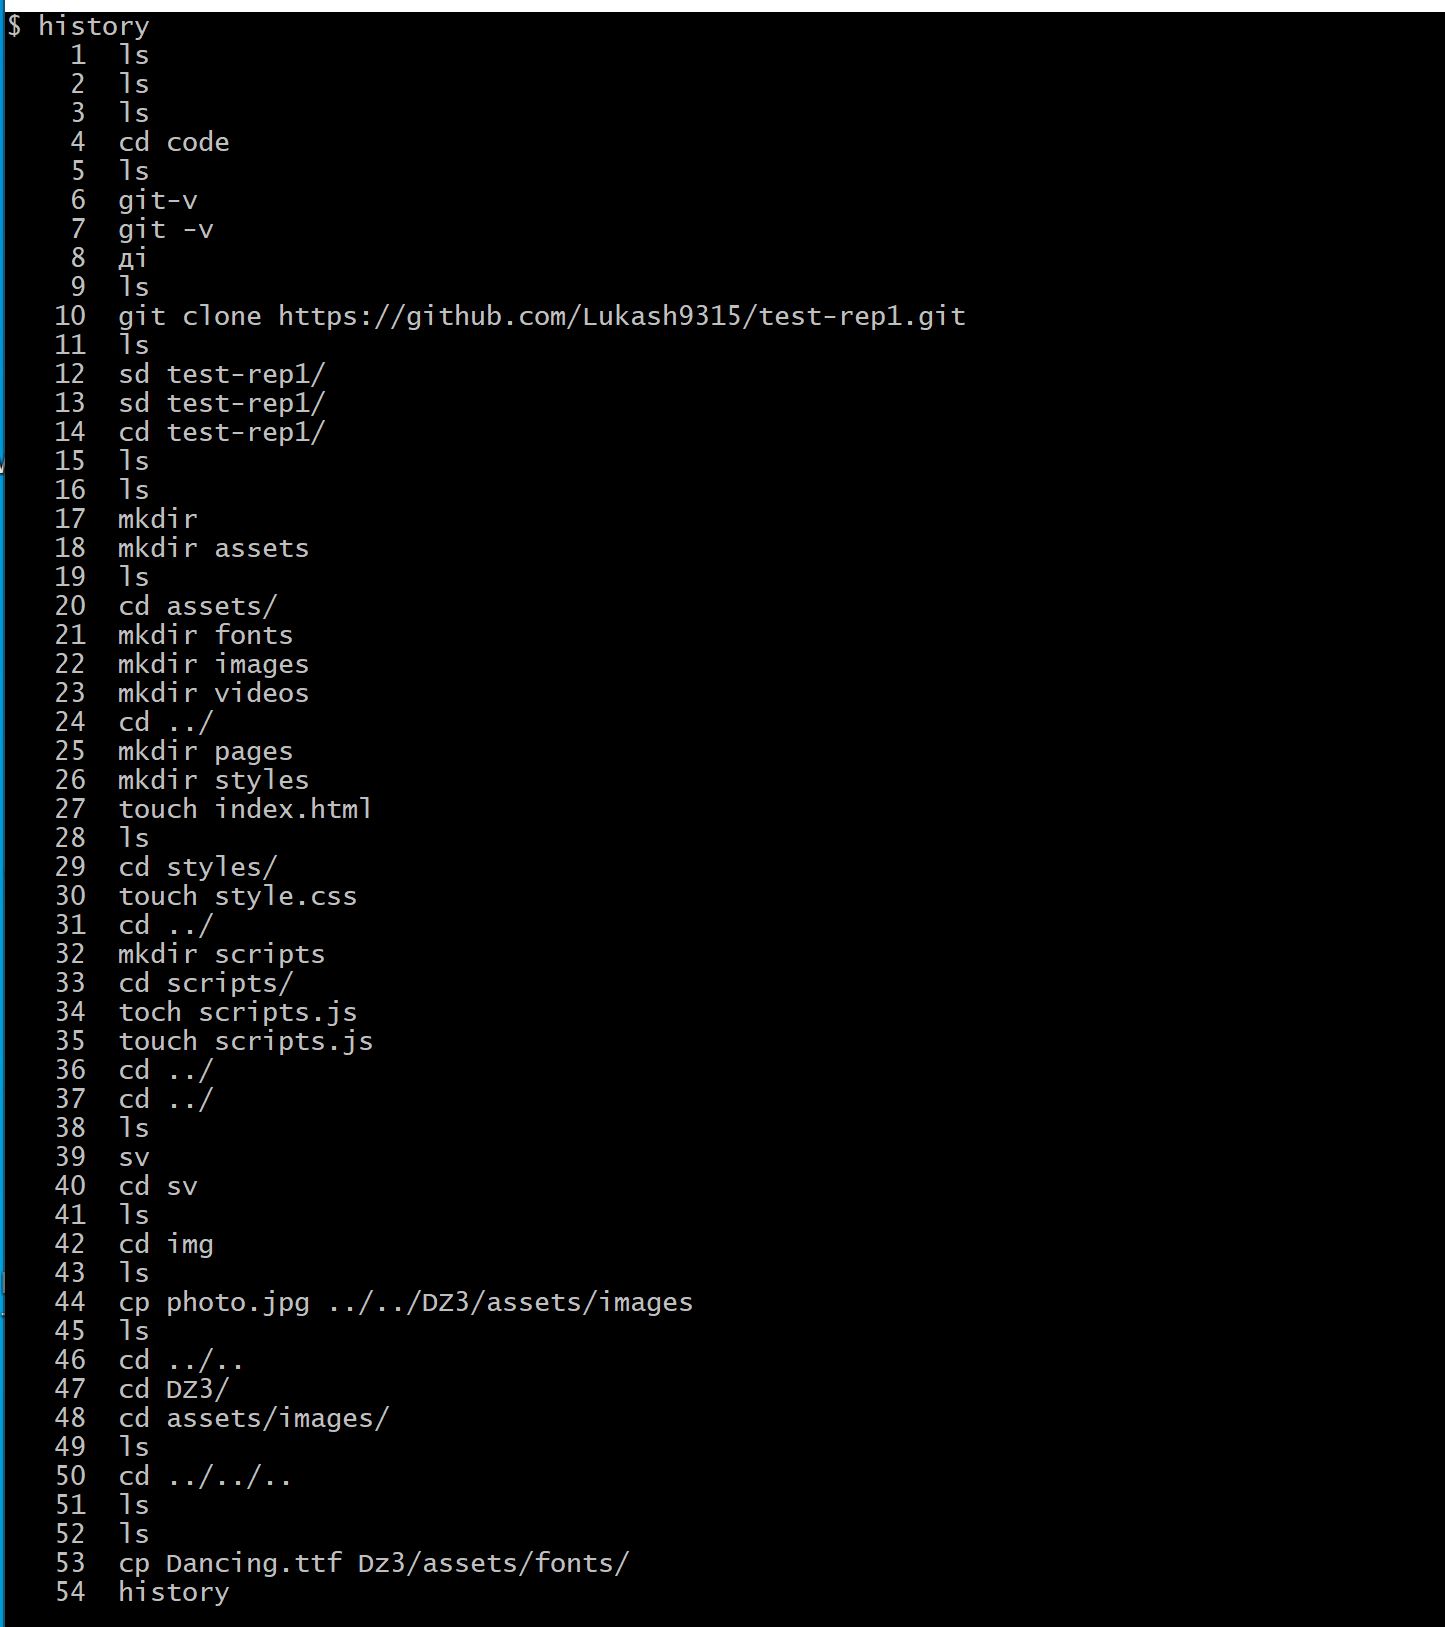 $ history
1 ls
2 ls
3 ls
4 cd code
5 ls
6 git-v
7 git -v
8 ді
9 ls
10 git clone https://github.com/Lukash9315/test-rep1.git
11 ls
12 sd test-rep1/
13 sd test-rep1/
14 cd test-rep1/
15 ls
16 ls
17 mkdir
18 mkdir assets
19 ls
20 cd assets/
21 mkdir fonts
22 mkdir images
23 mkdir videos
24 cd ../
25 mkdir pages
26 mkdir styles
27 touch index.html
28 ls
29 cd styles/
30 touch style.css
31 cd ../
32 mkdir scripts
33 cd scripts/
34 toch scripts.js
35 touch scripts.js
36 cd ../
37 cd ../
38 ls
39 sv
40 cd sv
41 ls
42 cd img
43 ls
44 cp photo.jpg ../../DZ3/assets/images
45 ls
46 cd ../..
47 cd DZ3/
48 cd assets/images/
49 ls
50 cd ../../..
51 ls
52 ls
53 cp Dancing.ttf Dz3/assets/fonts/
54 history